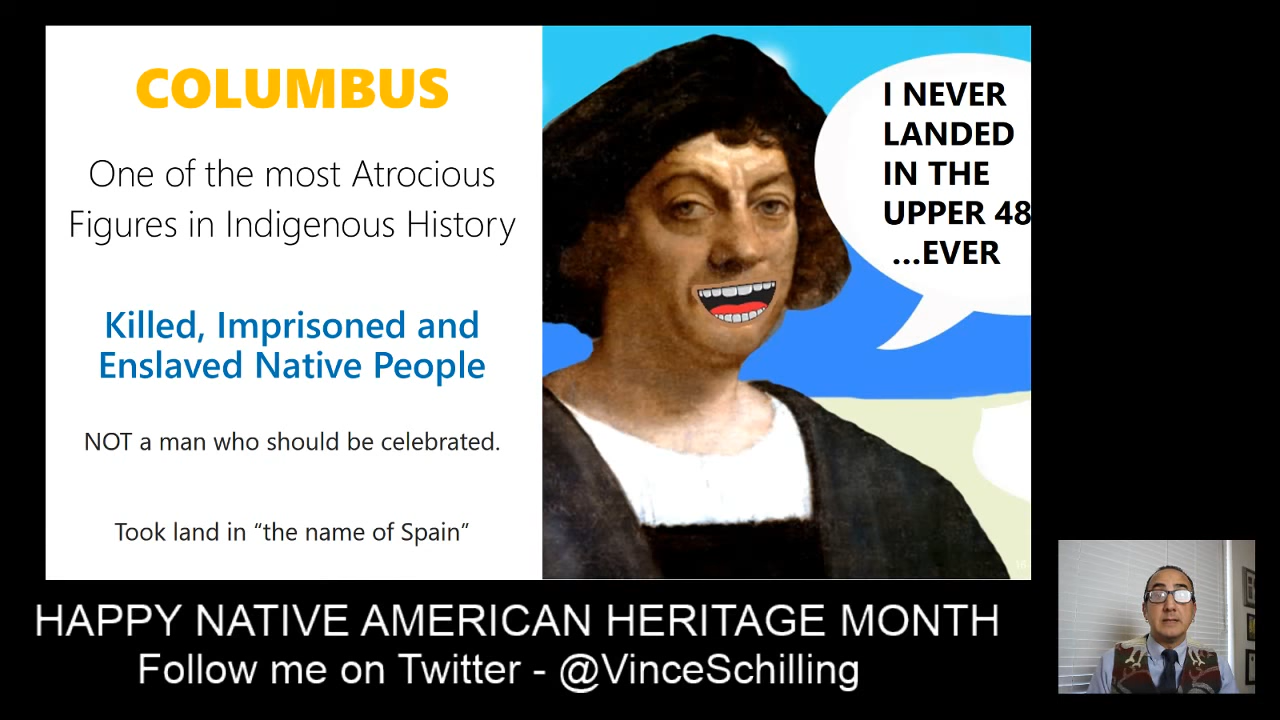 COLUMBUS
One of the most Atrocious
Figures in Indigenous History
Killed, Imprisoned and
Enslaved Native People
NOT a man who should be celebrated.
Took land in “the name of Spain”
I NEVER
LANDED
IN THE
UPPER 48
...EVER
HAPPY NATIVE AMERICAN HERITAGE MONTH
Follow me on Twitter - @VinceSchilling